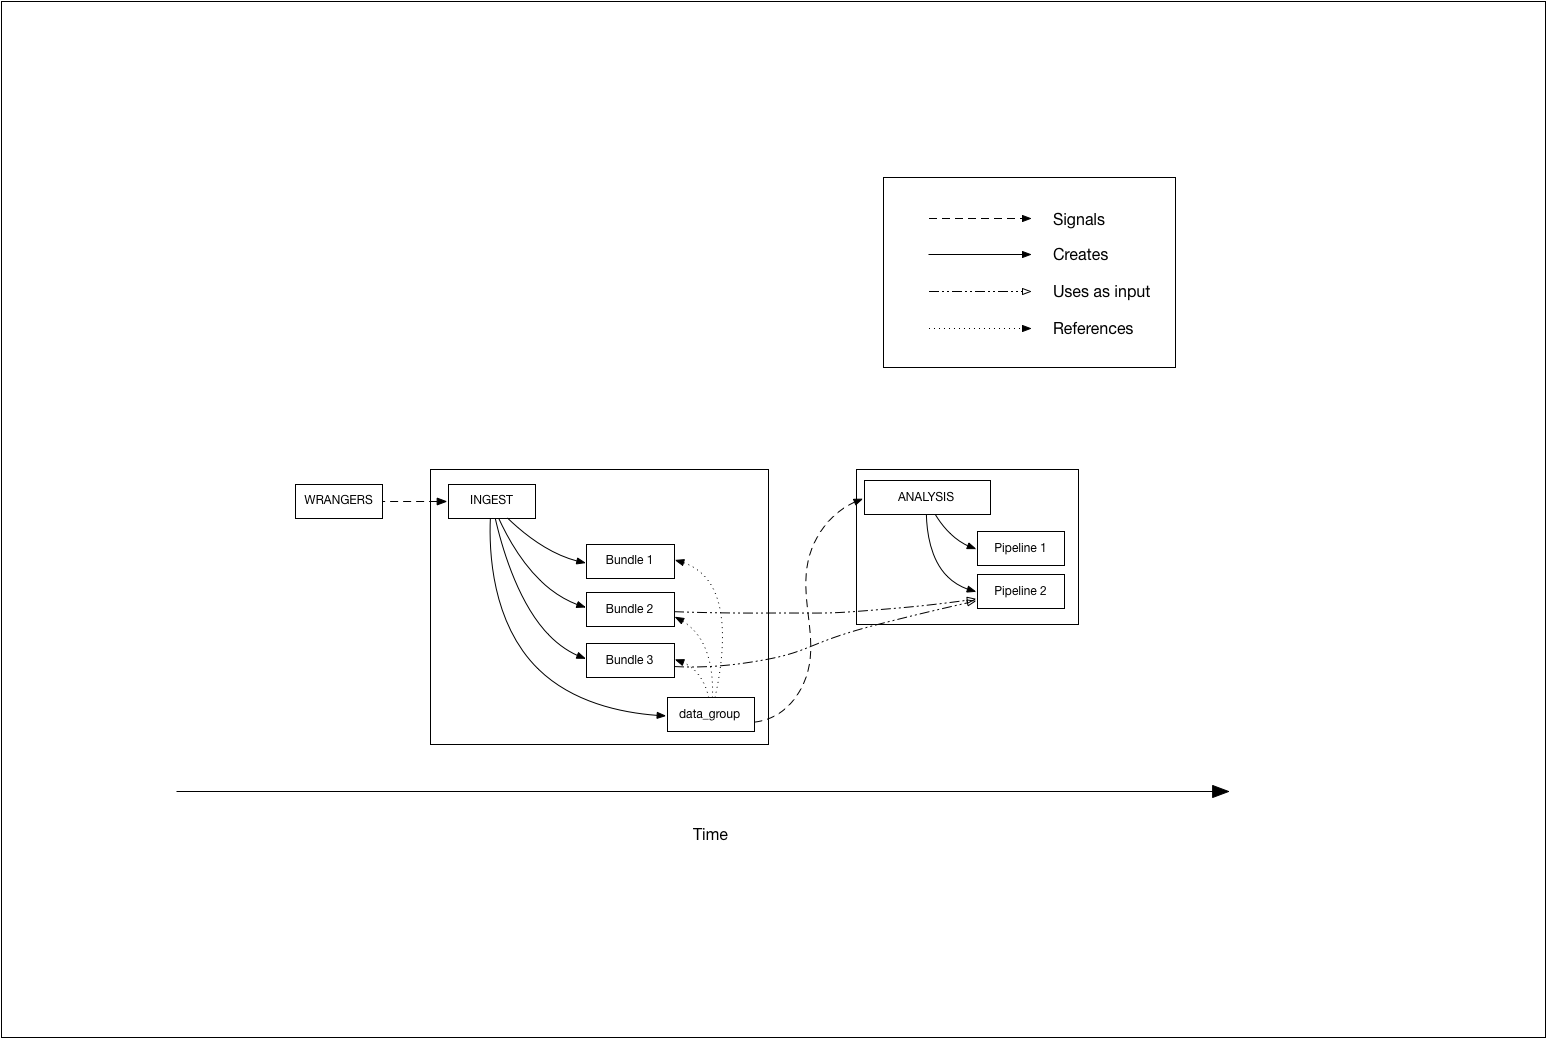 Signals
Creates
Uses as input
References
WRANGERS
INGEST
ANALYSIS
Bundle 1
Pipeline 1
Bundle 2
Pipeline 2
Bundle 3
data_group
Time